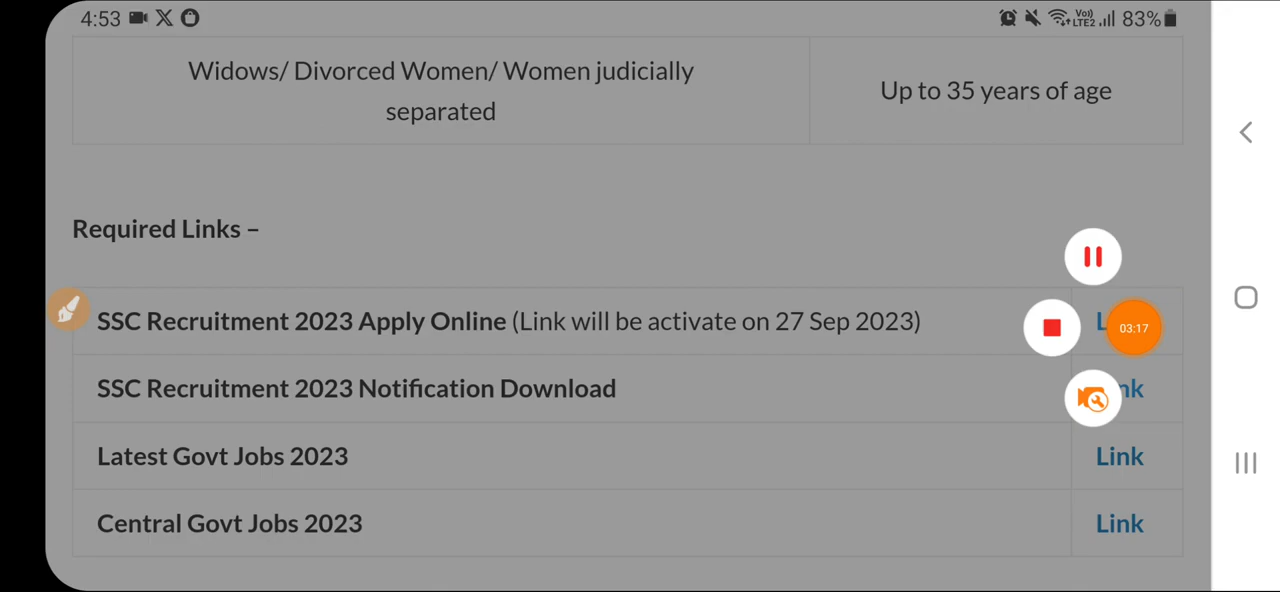 4:53
Vo)) LTE2 83%
Widows/ Divorced Women/ Women judicially
separated
Up to 35 years of age
Required Links –
SSC Recruitment 2023 Apply Online (Link will be activate on 27 Sep 2023)
03:17
SSC Recruitment 2023 Notification Download
Latest Govt Jobs 2023 Link
Central Govt Jobs 2023 Link